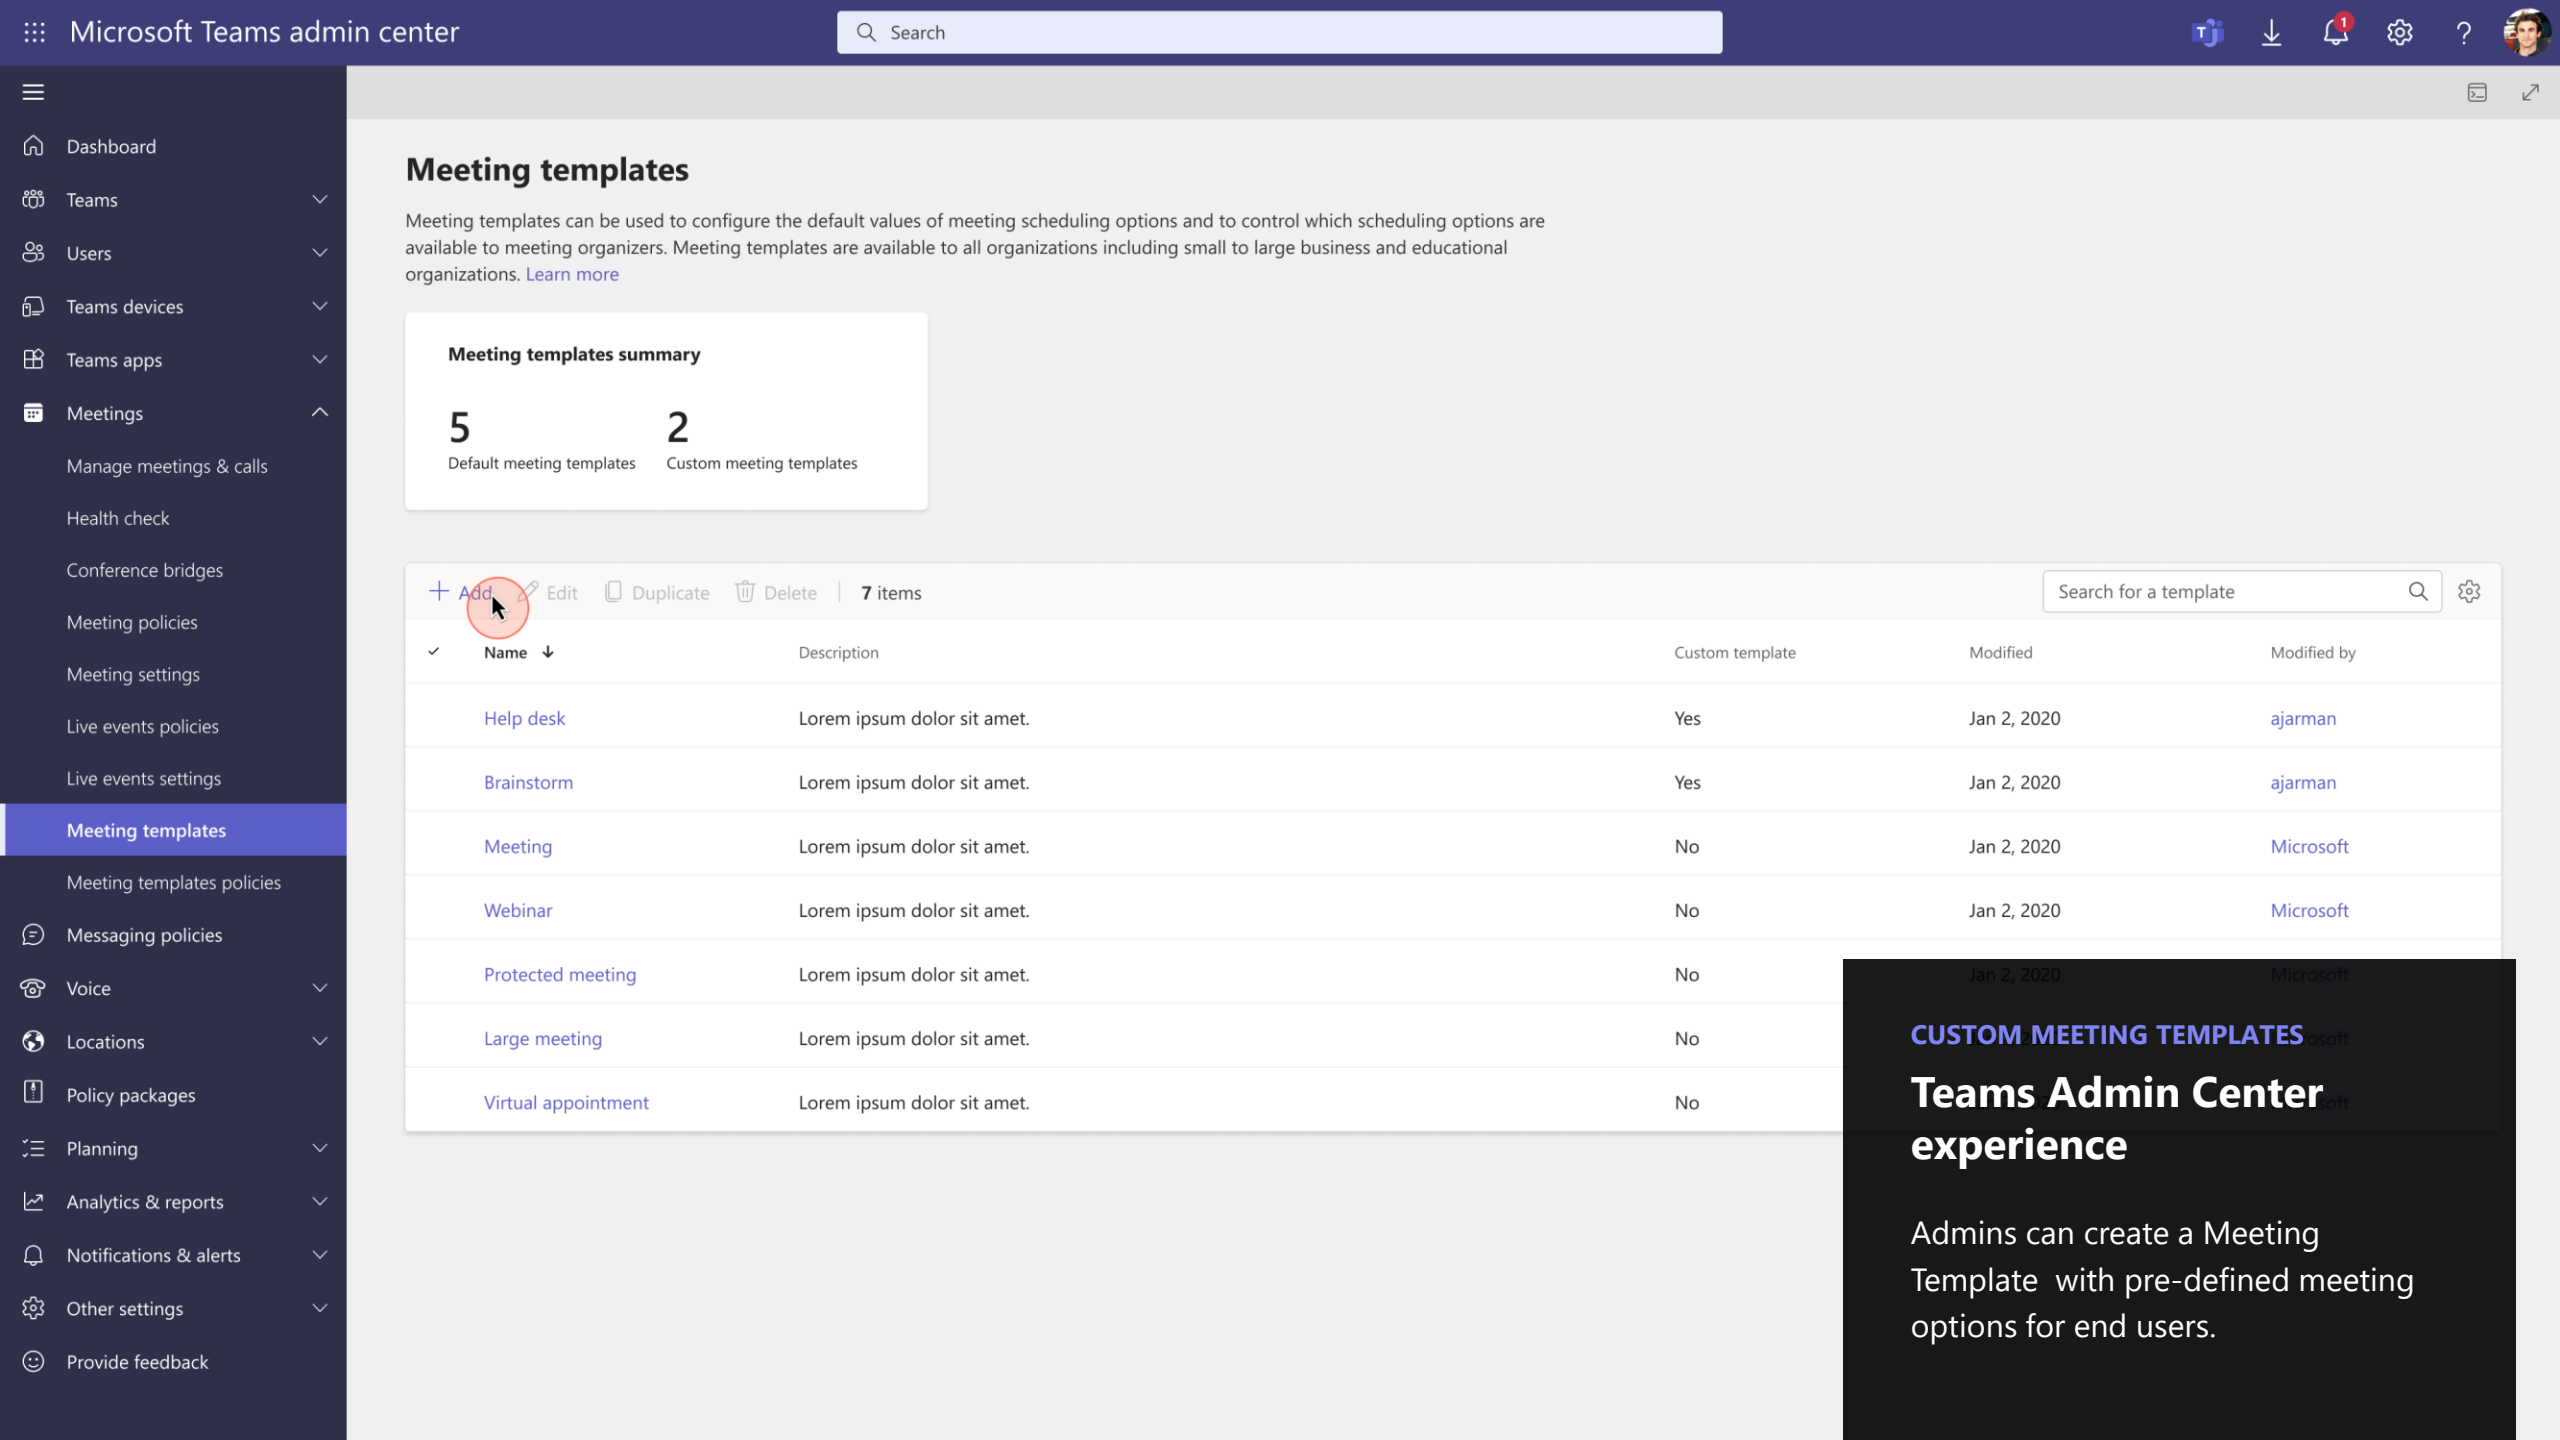 Microsoft Teams admin center
Search
1
Dashboard
Teams
Users
Teams devices
Teams apps
Meetings
Manage meetings & calls
Health check
Conference bridges
Meeting policies
Meeting settings
Live events policies
Live events settings
Meeting templates
Meeting templates policies
Messaging policies
Voice
Locations
Policy packages
Planning
Analytics & reports
Notifications & alerts
Other settings
Provide feedback
Meeting templates
Meeting templates can be used to configure the default values of meeting scheduling options and to control which scheduling options are
available to meeting organizers. Meeting templates are available to all organizations including small to large business and educational
organizations. Learn more
Meeting templates summary
5 2
Default meeting templates Custom meeting templates
Add Edit Duplicate Delete 7 items Search for a template
Name Description Custom template Modified Modified by
Help desk Lorem ipsum dolor sit amet. Yes Jan 2, 2020 ajarman
Brainstorm Lorem ipsum dolor sit amet. Yes Jan 2, 2020 ajarman
Meeting Lorem ipsum dolor sit amet. No Jan 2, 2020 Microsoft
Webinar Lorem ipsum dolor sit amet. No Jan 2, 2020 Microsoft
Protected meeting Lorem ipsum dolor sit amet. No Jan 2, 2020 Microsoft
Large meeting Lorem ipsum dolor sit amet. No
Virtual appointment Lorem ipsum dolor sit amet. No
CUSTOM MEETING TEMPLATES
Teams Admin Center
experience
Admins can create a Meeting
Template with pre-defined meeting
options for end users.